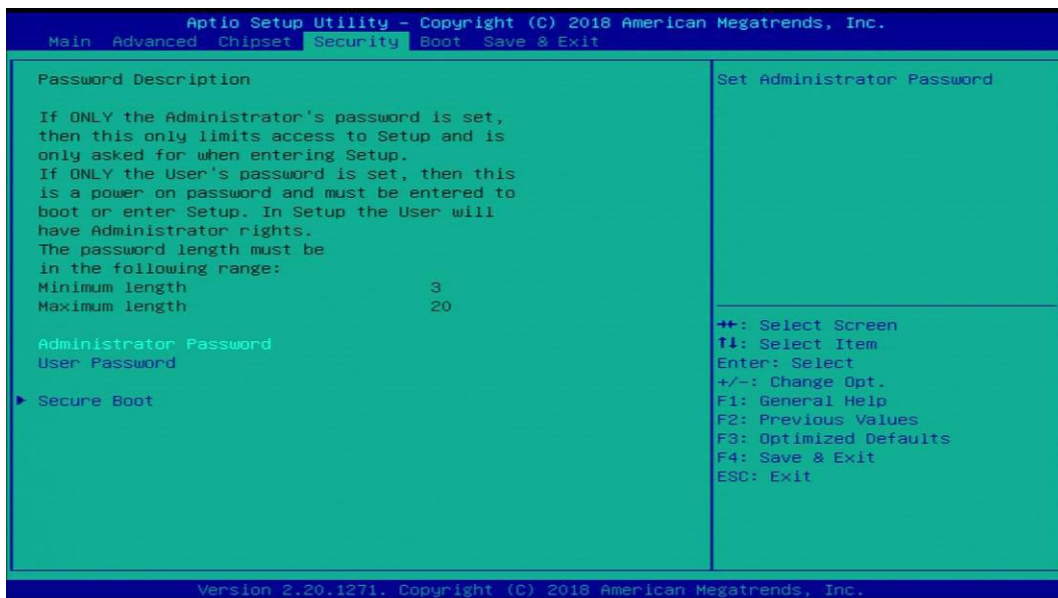 Aptio Setup Utility – Copyright (C) 2018 American Megatrends, Inc.
Main Advanced Chipset Security Boot Save & Exit
Password Description
If ONLY the Administrator's password is set,
then this only limits access to Setup and is
only asked for when entering Setup.
If ONLY the User's password is set, then this
is a power on password and must be entered to
boot or enter Setup. In Setup the User will
have Administrator rights.
The password length must be
in the following range:
Minimum length 3
Maximum length 20
Administrator Password
User Password
► Secure Boot
Set Administrator Password
→←: Select Screen
↑↓: Select Item
Enter: Select
+/-: Change Opt.
F1: General Help
F2: Previous Values
F3: Optimized Defaults
F4: Save & Exit
ESC: Exit
Version 2.20.1271. Copyright (C) 2018 American Megatrends, Inc.